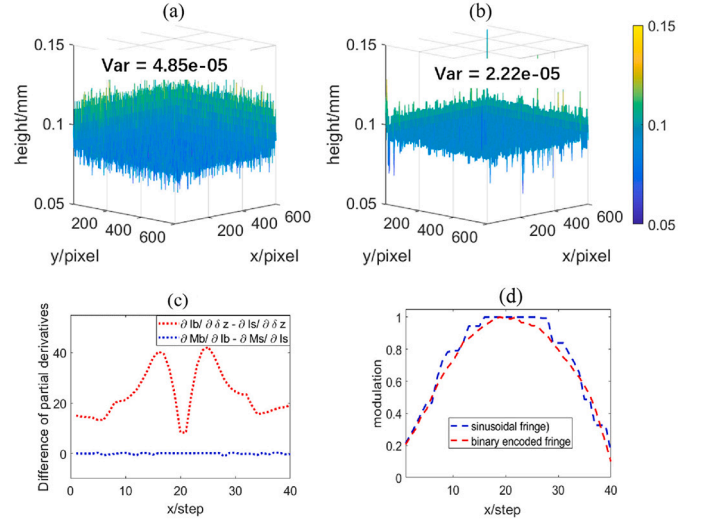 (a)
(b)
0.15
Var = 4.85e-05
0.1
0.05
height/mm
200
400
600
y/pixel
200
400
600
x/pixel
0.15
Var = 2.22e-05
0.1
0.05
height/mm
200
400
600
y/pixel
200
400
600
x/pixel
0.15
0.1
0.05
(c)
∂ Ib/ ∂ δ z - ∂ Is/ ∂ δ z
∂ Mb/ ∂ Ib - ∂ Ms/ ∂ Is
Difference of partial derivatives
40
20
0
0
10
20
30
40
x/step
(d)
modulation
1
0.8
0.6
0.4
0.2
0
sinusoidal fringe)
binary encoded fringe
10
20
30
40
x/step